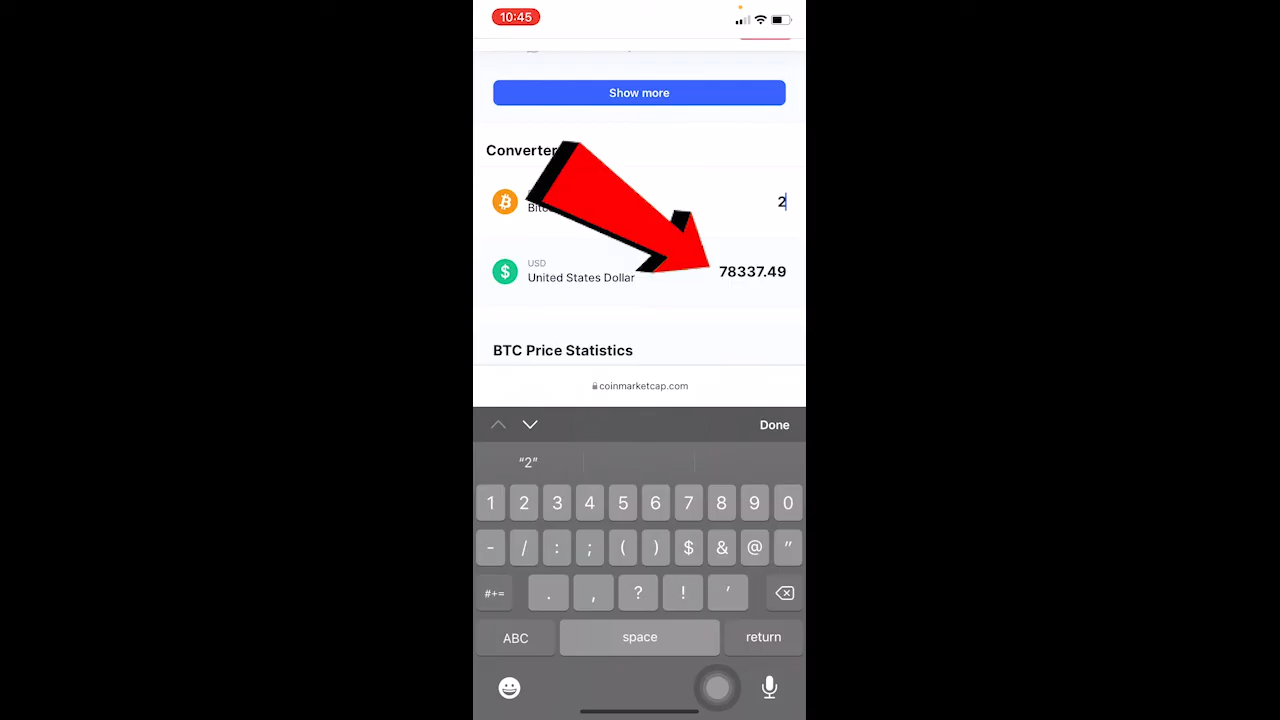 10:45
Show more
Converter
2
USD
United States Dollar
78337.49
BTC Price Statistics
coinmarketcap.com
Done
“2”
1 2 3 4 5 6 7 8 9 0
- / : ; ( ) $ & @ "
#+= . , ? ! '
ABC space return